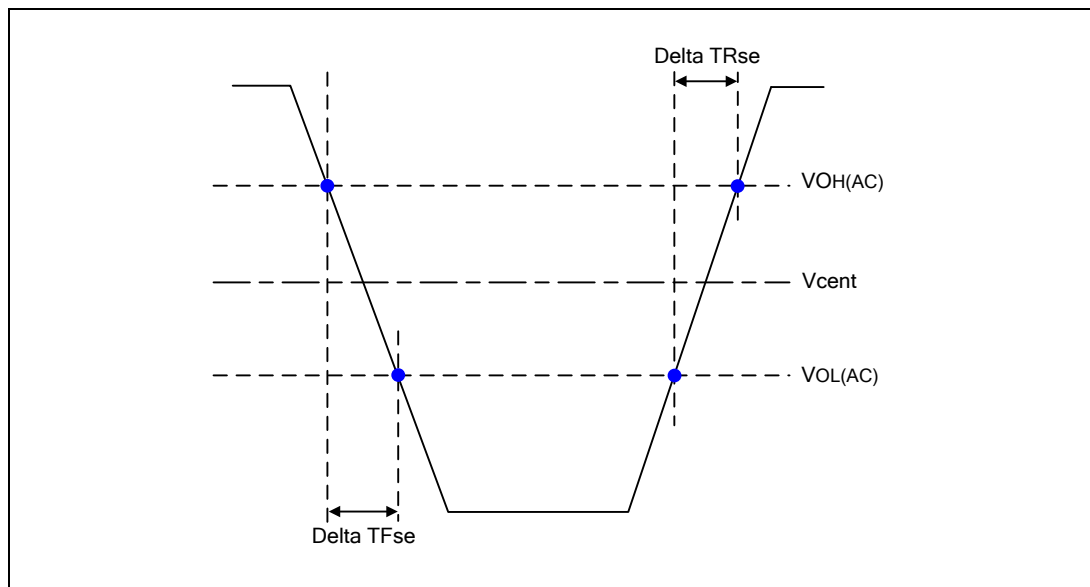 Delta TRse
VOH(AC)
Vcent
VOL(AC)
Delta TFse